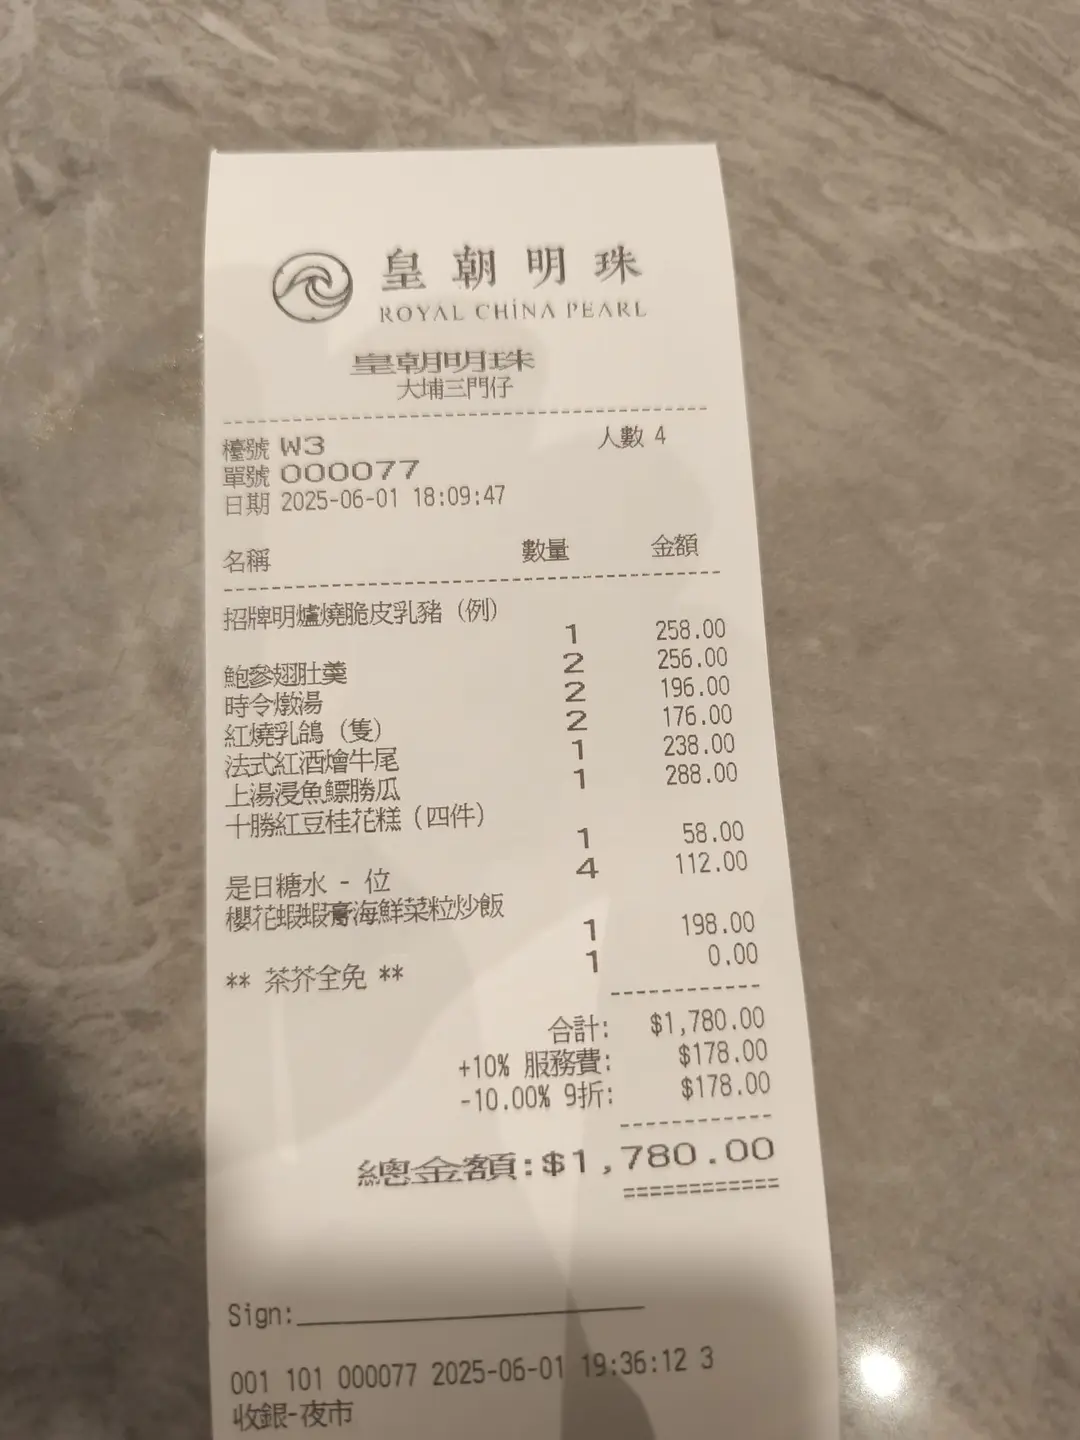 皇朝明珠
ROYAL CHINA PEARL
皇朝明珠
大埔三門仔
檯號 W3 人數 4
單號 000077
日期 2025-06-01 18:09:47
名稱 數量 金額
招牌明爐燒脆皮乳豬 (例)
1 258.00
鮑參翅肚羹 2 256.00
時令燉湯 2 196.00
紅燒乳鴿 (隻) 2 176.00
法式紅酒燴牛尾 1 238.00
上湯浸魚鰾勝瓜 1 288.00
十勝紅豆桂花糕 (四件)
1 58.00
是日糖水 - 位 4 112.00
櫻花蝦蝦膏海鮮菜粒炒飯
1 198.00
** 茶芥全免 ** 1 0.00
合計: $1,780.00
+10% 服務費: $178.00
-10.00% 9折: $178.00
總金額:$1,780.00
Sign:
001 101 000077 2025-06-01 19:36:12 3
收銀-夜市